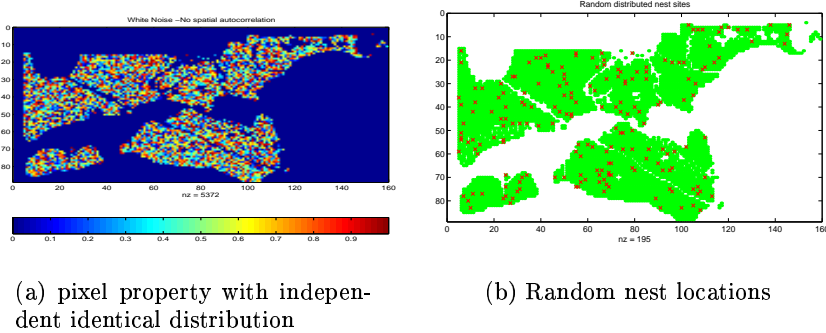 White Noise –No spatial autocorrelation
0
10
20
30
40
50
60
70
80
0 20 40 60 80 100 120 140 160
nz = 5372
0 0.1 0.2 0.3 0.4 0.5 0.6 0.7 0.8 0.9
(a) pixel property with indepen-
dent identical distribution
Random distributed nest sites
0
10
20
30
40
50
60
70
80
0 20 40 60 80 100 120 140 160
nz = 195
(b) Random nest locations